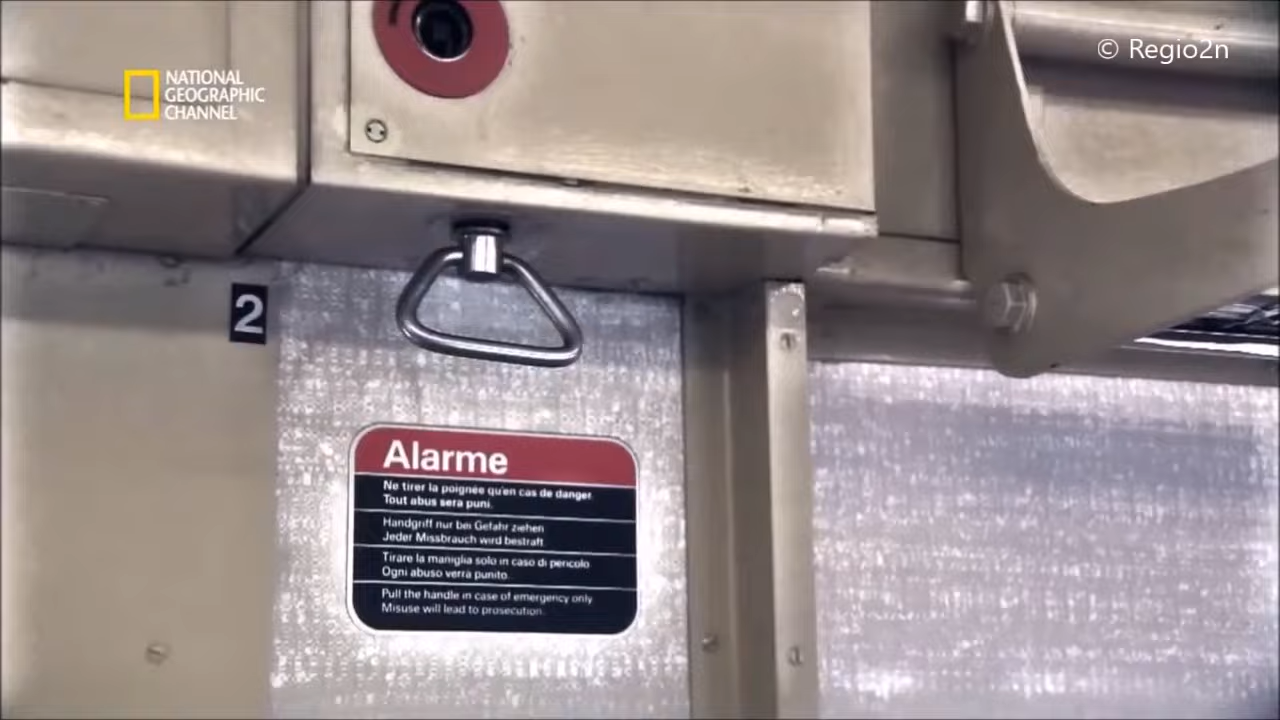 NATIONAL
GEOGRAPHIC
CHANNEL
© Regio2n
2
Alarme
Ne tirer la poignée qu'en cas de danger
Tout abus sera puni.
Handgriff nur bei Gefahr ziehen
Jeder Missbrauch wird bestraft
Tirare la maniglia solo in caso di pericolo
Ogni abuso verra punito.
Pull the handle in case of emergency only
Misuse will lead to prosecution.